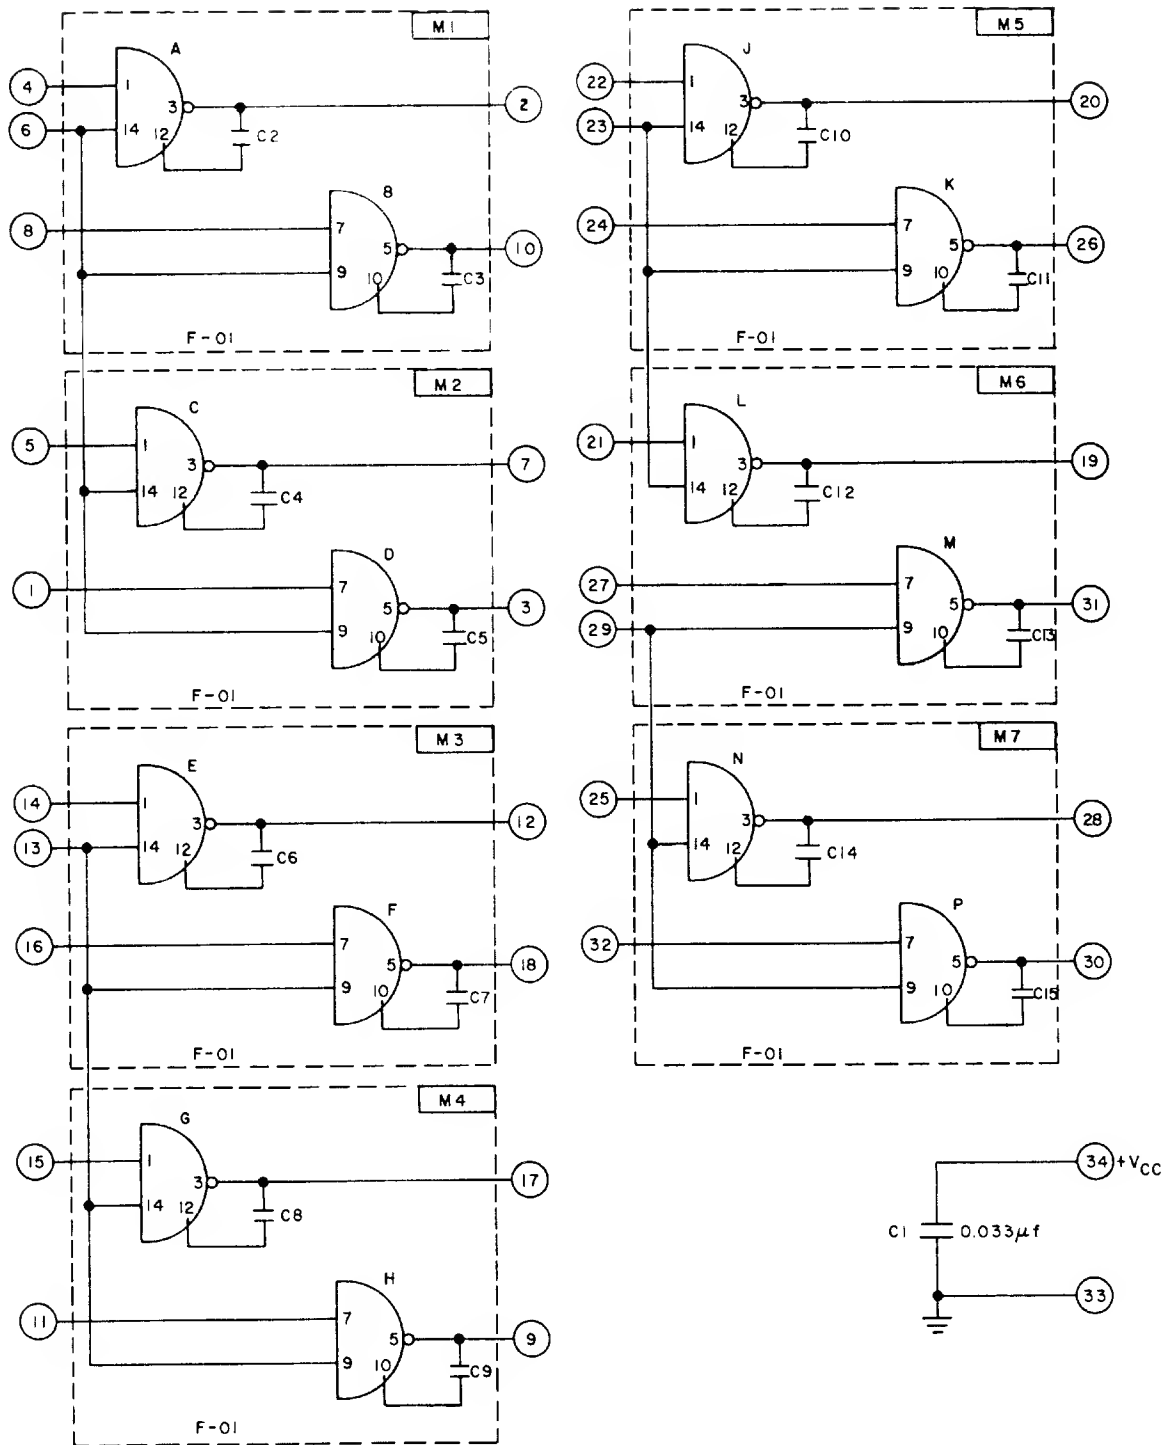 M1
A
4
1
3
2
6
14
12
C2
B
8
7
5
10
9
10
C3
F-01
M2
C
5
1
3
7
14
12
C4
D
1
7
5
3
9
10
C5
F-01
M3
E
14
1
3
12
13
14
12
C6
F
16
7
5
18
9
10
C7
F-01
M4
G
15
1
3
17
14
12
C8
H
11
7
5
9
9
10
C9
F-01
M5
J
22
1
3
20
23
14
12
C10
K
24
7
5
26
9
10
C11
F-01
M6
L
21
1
3
19
14
12
C12
M
27
7
5
31
29
9
10
C13
F-01
M7
N
25
1
3
28
14
12
C14
P
32
7
5
30
9
10
C15
F-01
34 +VCC
C1 0.033µf
33